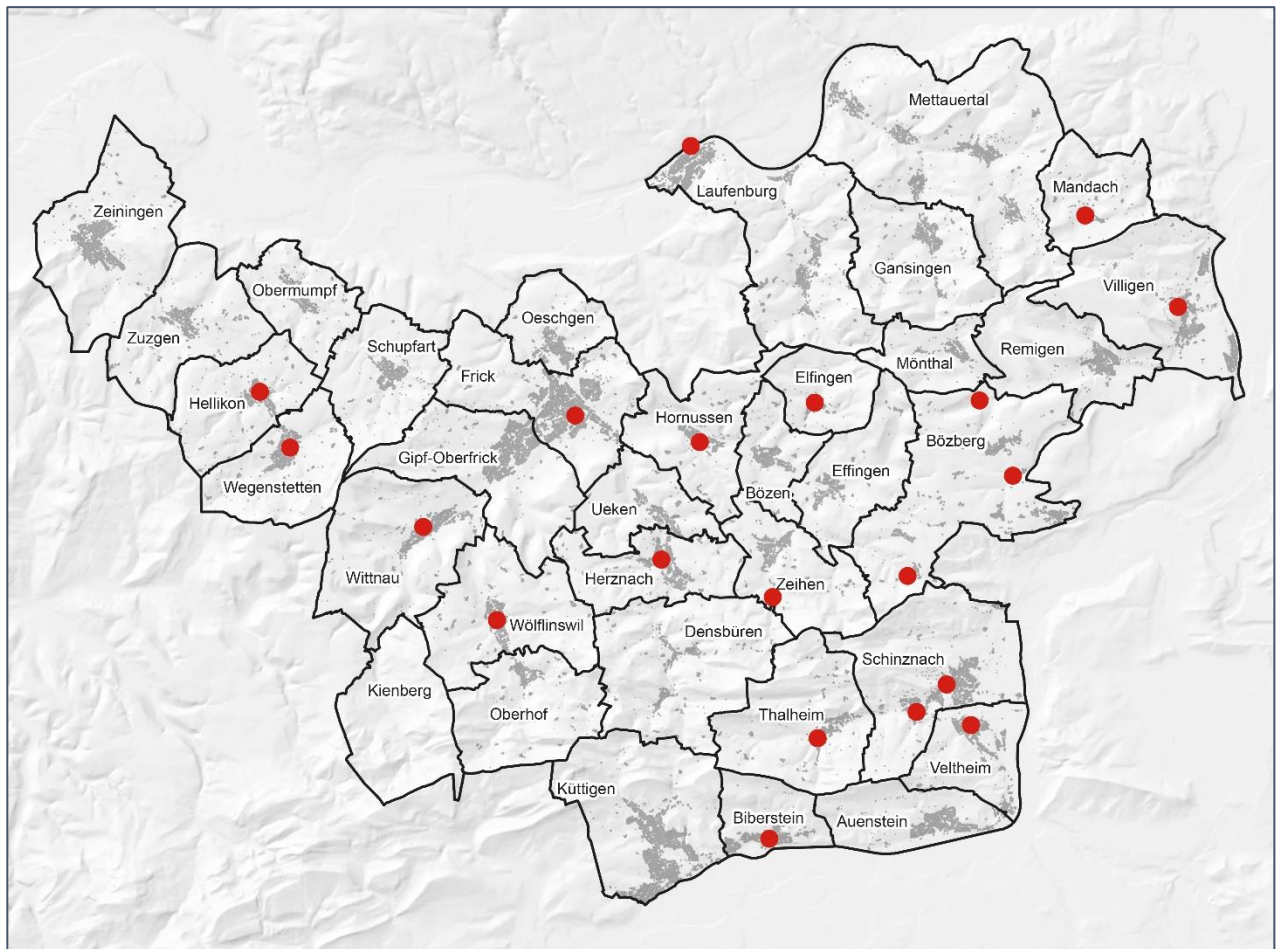 Mettauertal
Mandach
Laufenburg
Zeiningen
Gansingen
Villigen
Obermumpf
Oeschgen
Zuzgen
Schupfart
Remigen
Mönthal
Frick
Elfingen
Hellikon
Hornussen
Bözberg
Gipf-Oberfrick
Effingen
Wegenstetten
Bözen
Ueken
Wittnau
Herznach
Zeihen
Wölflinswil
Densbüren
Schinznach
Kienberg
Oberhof
Thalheim
Veltheim
Küttigen
Biberstein
Auenstein